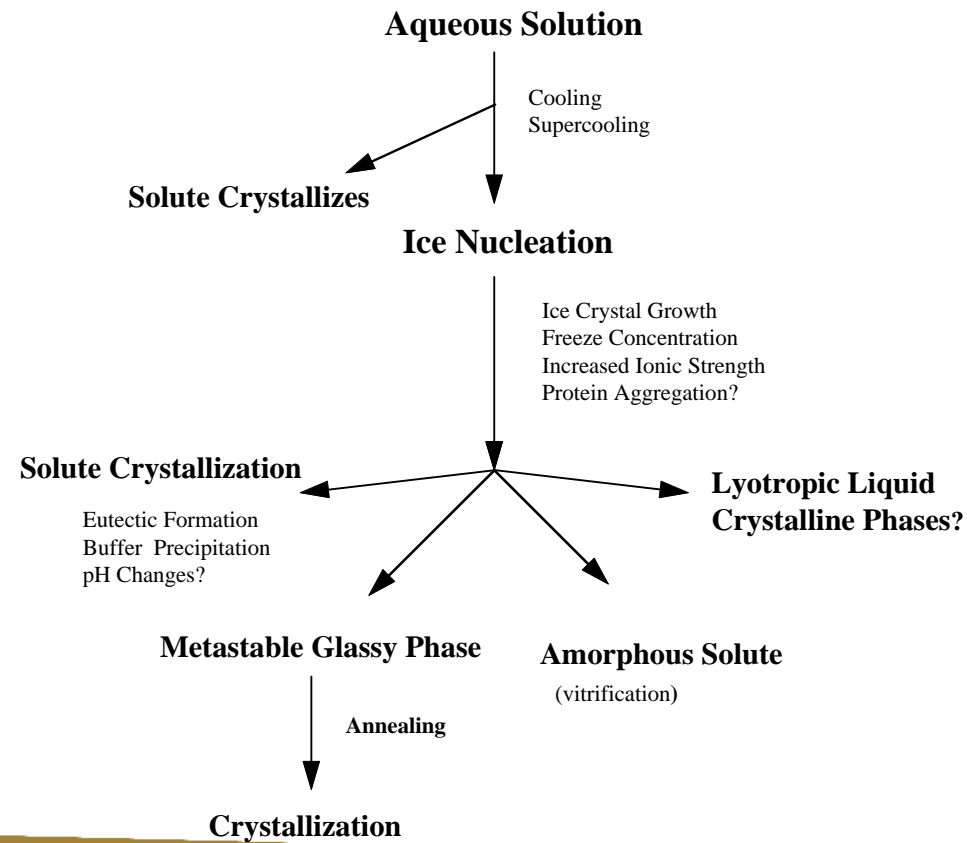 Aqueous Solution
Cooling
Supercooling
Solute Crystallizes
Ice Nucleation
Ice Crystal Growth
Freeze Concentration
Increased Ionic Strength
Protein Aggregation?
Solute Crystallization
Eutectic Formation
Buffer Precipitation
pH Changes?
Lyotropic Liquid
Crystalline Phases?
Metastable Glassy Phase
Amorphous Solute
(vitrification)
Annealing
Crystallization